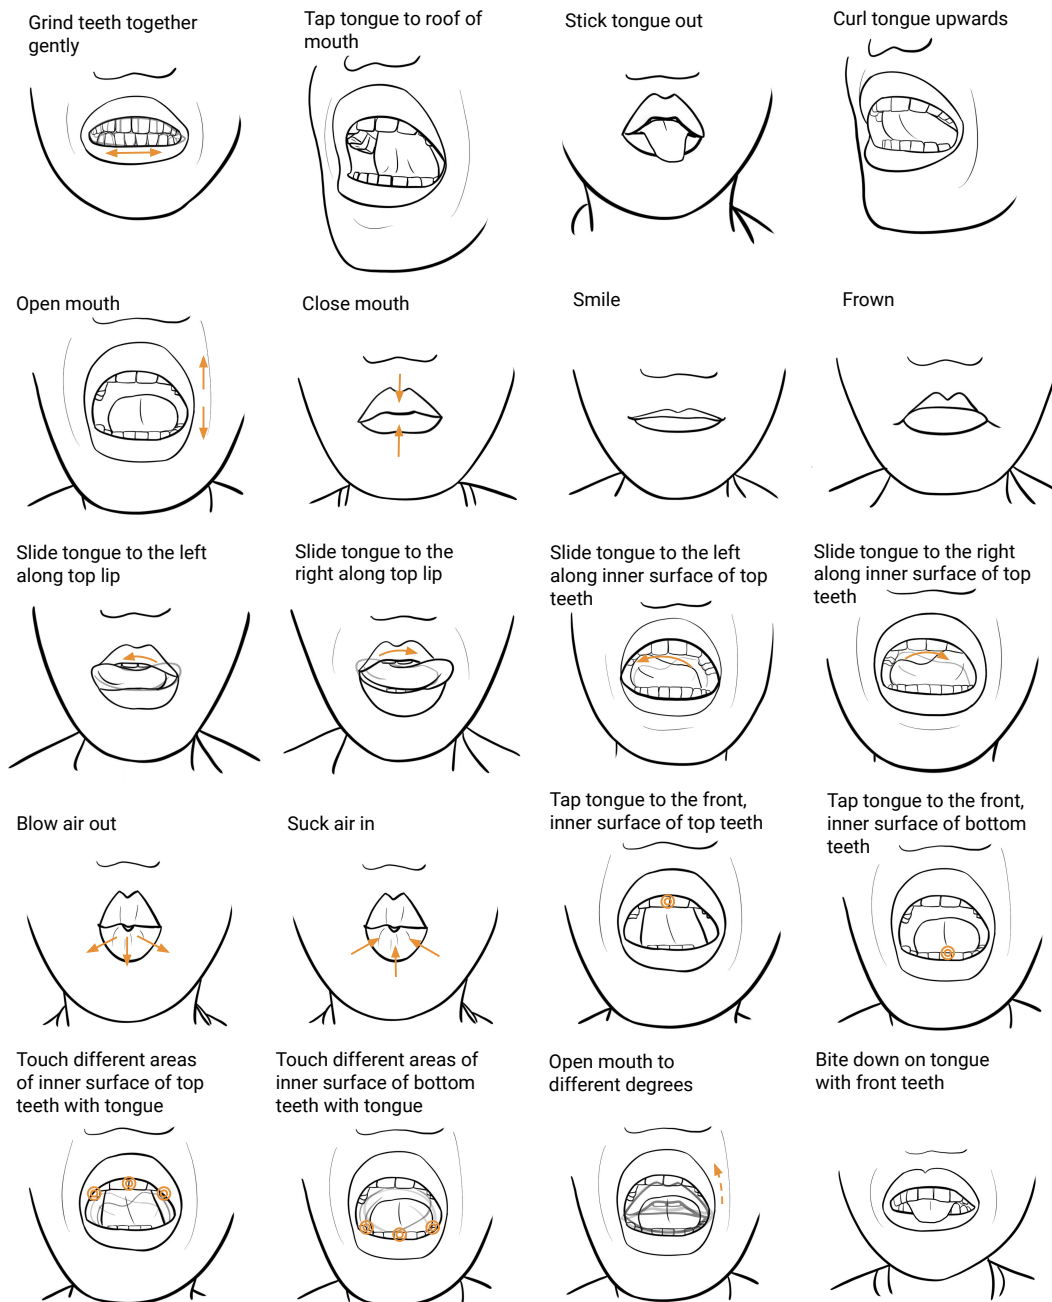 Grind teeth together
gently
Tap tongue to roof of
mouth
Stick tongue out
Curl tongue upwards
Open mouth
Close mouth
Smile
Frown
Slide tongue to the left
along top lip
Slide tongue to the
right along top lip
Slide tongue to the left
along inner surface of top
teeth
Slide tongue to the right
along inner surface of top
teeth
Blow air out
Suck air in
Tap tongue to the front,
inner surface of top teeth
Tap tongue to the front,
inner surface of bottom
teeth
Touch different areas
of inner surface of top
teeth with tongue
Touch different areas of
inner surface of bottom
teeth with tongue
Open mouth to
different degrees
Bite down on tongue
with front teeth